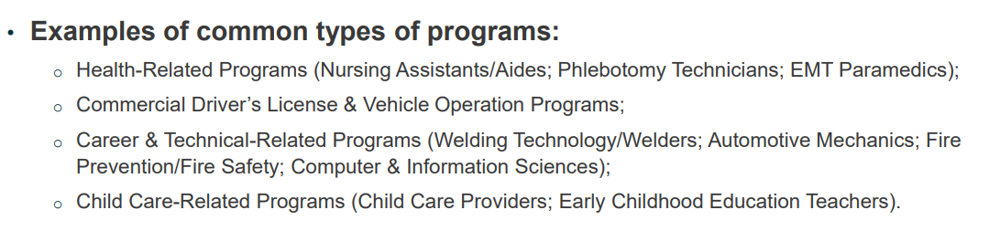 • Examples of common types of programs:
o Health-Related Programs (Nursing Assistants/Aides; Phlebotomy Technicians; EMT Paramedics);
o Commercial Driver’s License & Vehicle Operation Programs;
o Career & Technical-Related Programs (Welding Technology/Welders; Automotive Mechanics; Fire
Prevention/Fire Safety; Computer & Information Sciences);
o Child Care-Related Programs (Child Care Providers; Early Childhood Education Teachers).